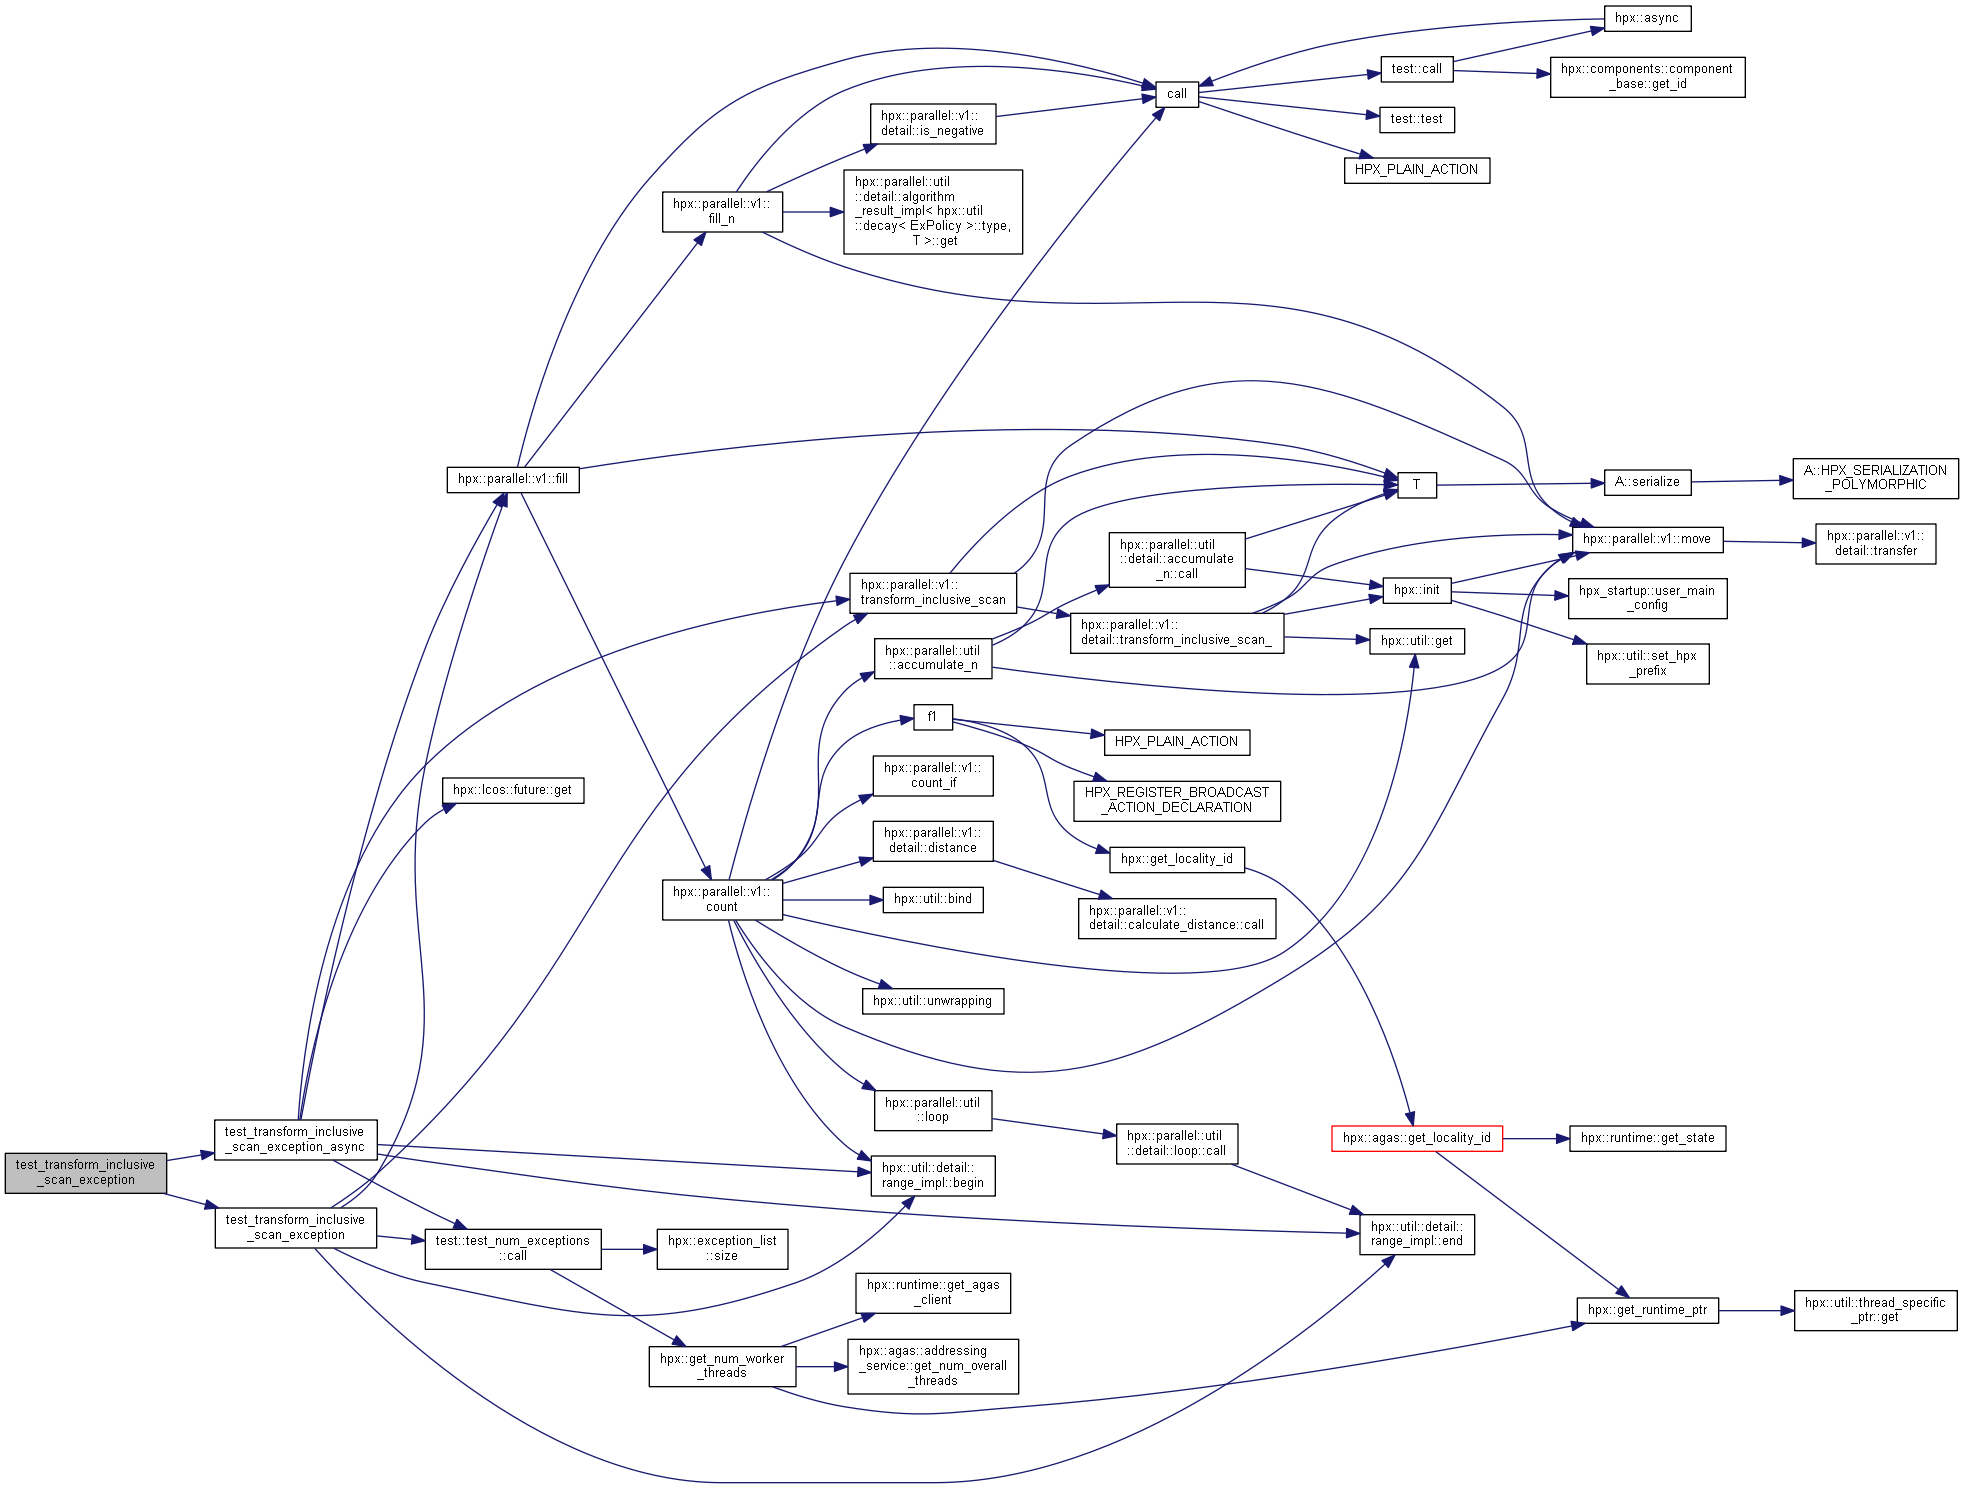 hpx::async
test::call
hpx::components::component
_base::get_id
call
hpx::parallel::v1::
detail::is_negative
test::test
HPX_PLAIN_ACTION
hpx::parallel::util
::detail::algorithm
_result_impl< hpx::util
::decay< ExPolicy >::type,
T >::get
hpx::parallel::v1::
fill_n
hpx::parallel::v1::fill
T
A::serialize
A::HPX_SERIALIZATION
_POLYMORPHIC
hpx::parallel::v1::move
hpx::parallel::v1::
detail::transfer
hpx::parallel::util
::detail::accumulate
_n::call
hpx::parallel::v1::
transform_inclusive_scan
hpx::init
hpx_startup::user_main
_config
hpx::parallel::v1::
detail::transform_inclusive_scan_
hpx::util::get
hpx::parallel::util
::accumulate_n
hpx::util::set_hpx
_prefix
f1
HPX_PLAIN_ACTION
hpx::parallel::v1::
count_if
hpx::lcos::future::get
HPX_REGISTER_BROADCAST
_ACTION_DECLARATION
hpx::parallel::v1::
detail::distance
hpx::get_locality_id
hpx::parallel::v1::
count
hpx::util::bind
hpx::parallel::v1::
detail::calculate_distance::call
hpx::util::unwrapping
hpx::parallel::util
::loop
test_transform_inclusive
_scan_exception_async
hpx::parallel::util
::detail::loop::call
hpx::agas::get_locality_id
hpx::runtime::get_state
test_transform_inclusive
_scan_exception
hpx::util::detail::
range_impl::begin
test_transform_inclusive
_scan_exception
test::test_num_exceptions
::call
hpx::exception_list
::size
hpx::util::detail::
range_impl::end
hpx::runtime::get_agas
_client
hpx::get_runtime_ptr
hpx::util::thread_specific
_ptr::get
hpx::get_num_worker
_threads
hpx::agas::addressing
_service::get_num_overall
_threads